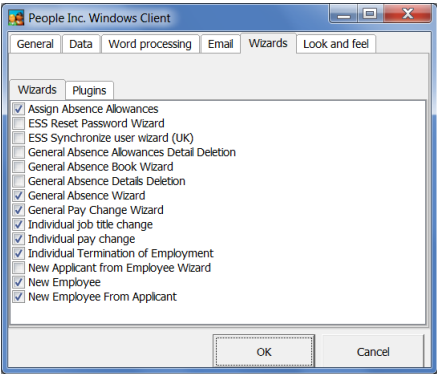 People Inc. Windows Client
General Data Word processing Email Wizards Look and feel
Wizards Plugins
Assign Absence Allowances
ESS Reset Password Wizard
ESS Synchronize user wizard (UK)
General Absence Allowances Detail Deletion
General Absence Book Wizard
General Absence Details Deletion
General Absence Wizard
General Pay Change Wizard
Individual job title change
Individual pay change
Individual Termination of Employment
New Applicant from Employee Wizard
New Employee
New Employee From Applicant
OK Cancel